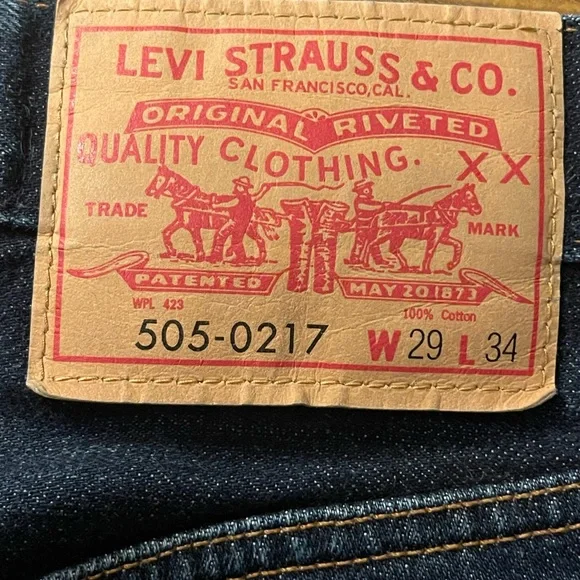 LEVI STRAUSS & CO.
SAN FRANCISCO, CAL.
ORIGINAL RIVETED
QUALITY CLOTHING. XX
TRADE MARK
PATENTED MAY 20 1873
WPL 423 100% Cotton
505-0217 W 29 L 34